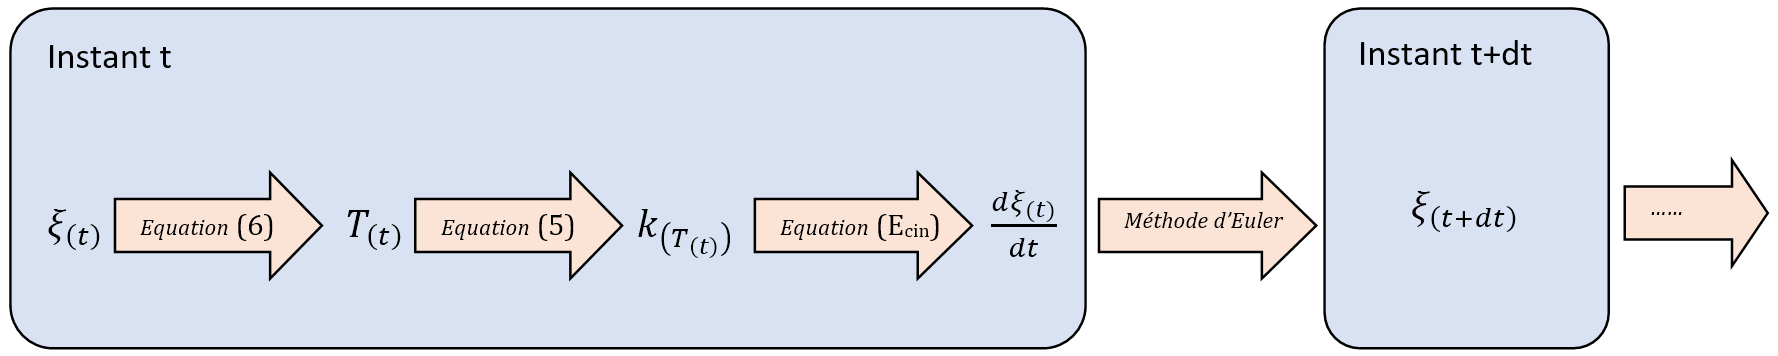 Instant t
ξ(t) Equation (6) T(t) Equation (5) k(T(t)) Equation (Ecin) dξ(t)/dt Méthode d'Euler
Instant t+dt
ξ(t+dt) ......